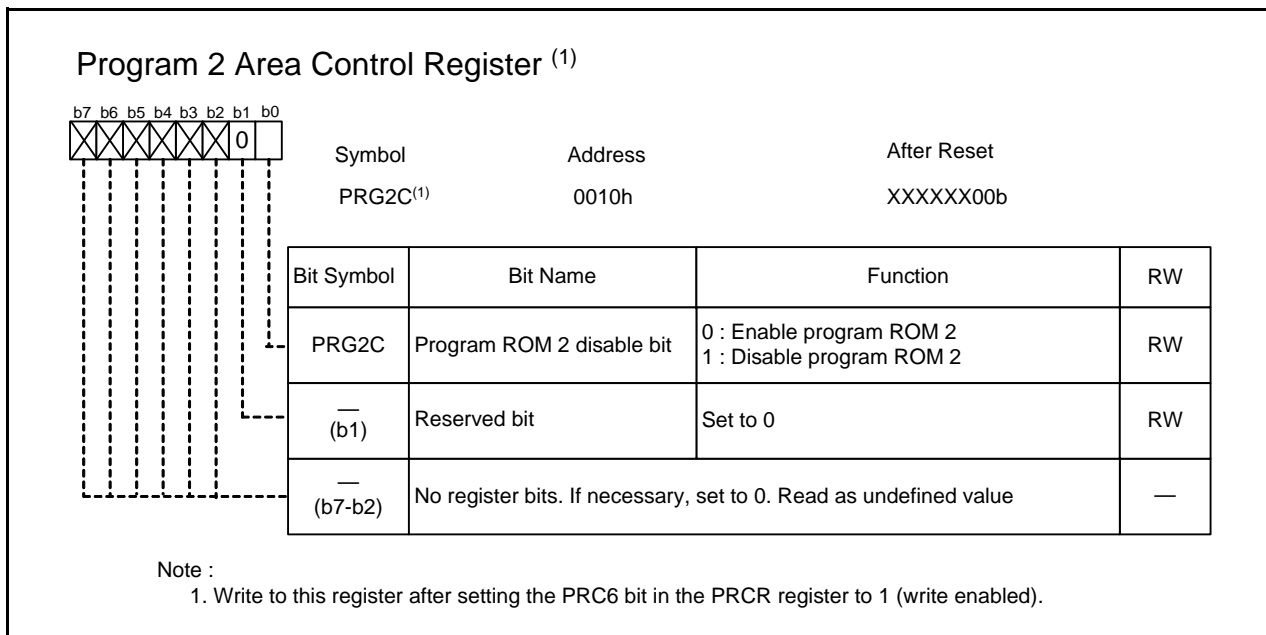 Program 2 Area Control Register (1)
b7 b6 b5 b4 b3 b2 b1 b0
0
Symbol Address After Reset
PRG2C(1) 0010h XXXXXX00b
Bit Symbol Bit Name Function RW
PRG2C Program ROM 2 disable bit 0 : Enable program ROM 2
1 : Disable program ROM 2 RW
—
(b1) Reserved bit Set to 0 RW
—
(b7-b2) No register bits. If necessary, set to 0. Read as undefined value —
Note :
1. Write to this register after setting the PRC6 bit in the PRCR register to 1 (write enabled).